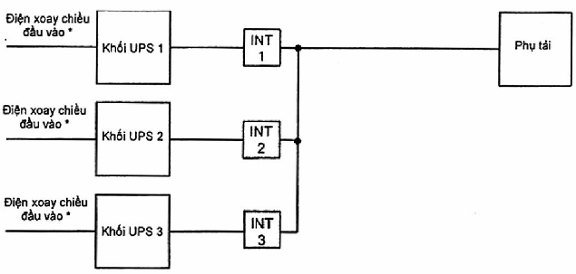 Điện xoay chiều
đầu vào *
Khối UPS 1
INT
1
Phụ tải
Điện xoay chiều
đầu vào *
Khối UPS 2
INT
2
Điện xoay chiều
đầu vào *
Khối UPS 3
INT
3